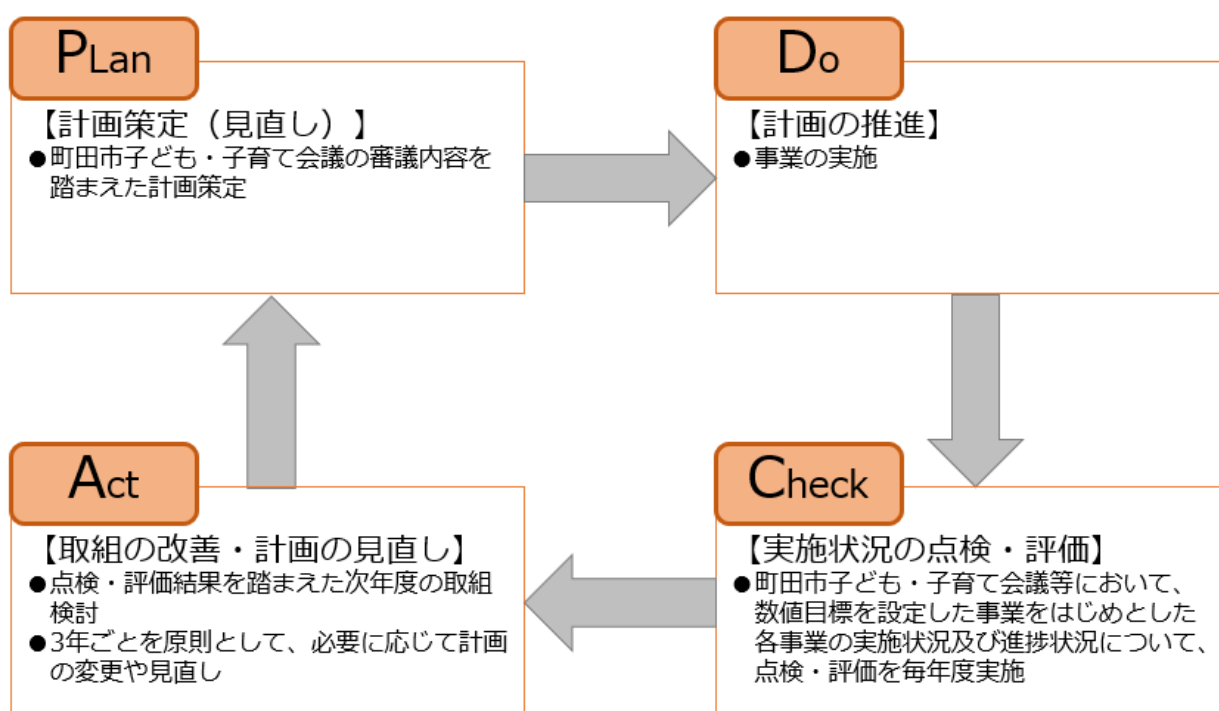 PLan
【計画策定（見直し）】
●町田市子ども・子育て会議の審議内容を
踏まえた計画策定
Do
【計画の推進】
●事業の実施
Act
【取組の改善・計画の見直し】
●点検・評価結果を踏まえた次年度の取組
検討
●3年ごとを原則として、必要に応じて計画
の変更や見直し
Check
【実施状況の点検・評価】
●町田市子ども・子育て会議等において、
数値目標を設定した事業をはじめとした
各事業の実施状況及び進捗状況について、
点検・評価を毎年度実施